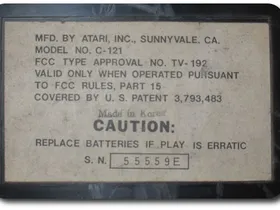 MFD. BY ATARI, INC., SUNNYVALE, CA.
MODEL NO. C-121
FCC TYPE APPROVAL NO. TV-192
VALID ONLY WHEN OPERATED PURSUANT
TO FCC RULES, PART 15
COVERED BY U.S. PATENT 3,793,483
Made in Korea
CAUTION:
REPLACE BATTERIES IF PLAY IS ERRATIC
S.N. 55559E